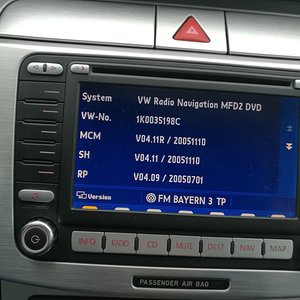 System VW Radio Navigation MFD2 DVD
VW-No. 1K0035198C
MCM V04.11R / 20051110
SH V04.11 / 20051110
RP V04.09 / 20050701
Version FM BAYERN 3 TP
INFO RADIO CD MUTE DEST NAV MAP
PASSENGER AIR BAG